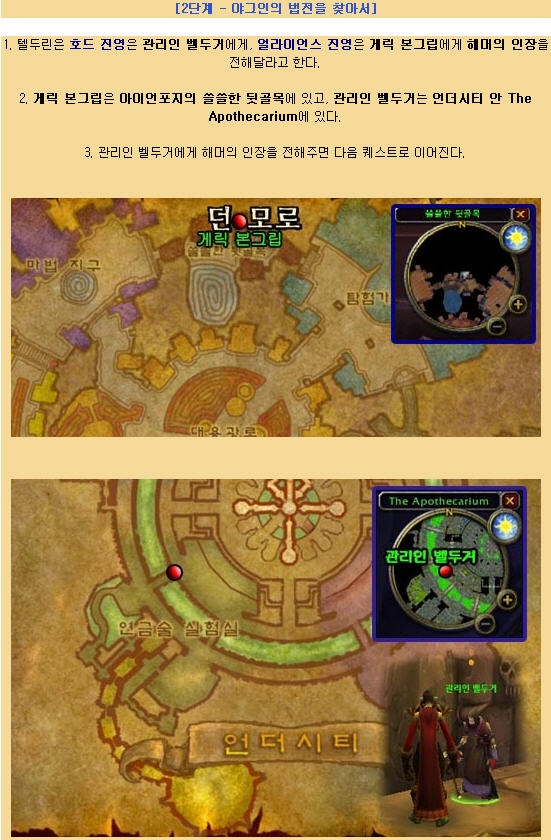 [2단계 - 야그인의 법전을 찾아서]
1. 텔두린은 호드 진영은 관리인 벨두거에게, 얼라이언스 진영은 게릭 본그립에게 해머의 인장을
전해달라고 한다.
2. 게릭 본그립은 아이언포지의 쓸쓸한 뒷골목에 있고, 관리인 벨두거는 언더시티 안 The
Apothecarium에 있다.
3. 관리인 벨두거에게 해머의 인장을 전해주면 다음 퀘스트로 이어진다.
던 모로
게릭 본그립
쓸쓸한 뒷골목
쓸쓸한 뒷골목
N
마법 지구
탐험가
대용광로
The Apothecarium
N
관리인 벨두거
연금술 실험실
관리인 벨두거
언더시티